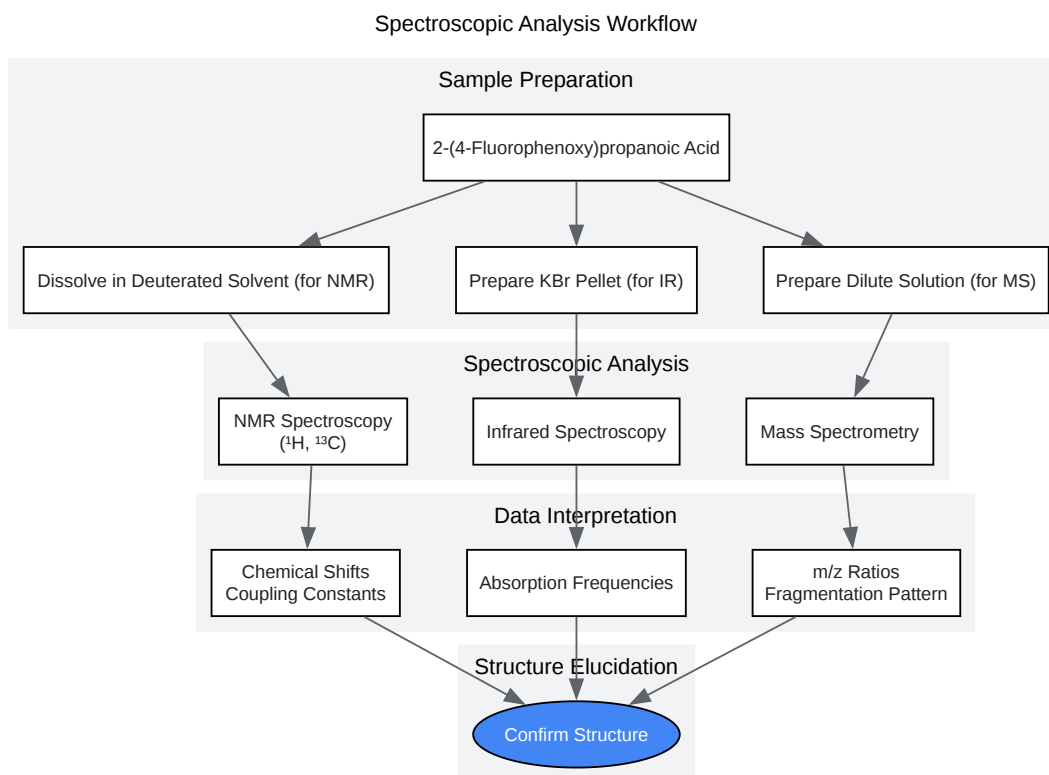 Spectroscopic Analysis Workflow
Sample Preparation
2-(4-Fluorophenoxy)propanoic Acid
Dissolve in Deuterated Solvent (for NMR)
Prepare KBr Pellet (for IR)
Prepare Dilute Solution (for MS)
Spectroscopic Analysis
NMR Spectroscopy
(¹H, ¹³C)
Infrared Spectroscopy
Mass Spectrometry
Data Interpretation
Chemical Shifts
Coupling Constants
Absorption Frequencies
m/z Ratios
Fragmentation Pattern
Structure Elucidation
Confirm Structure